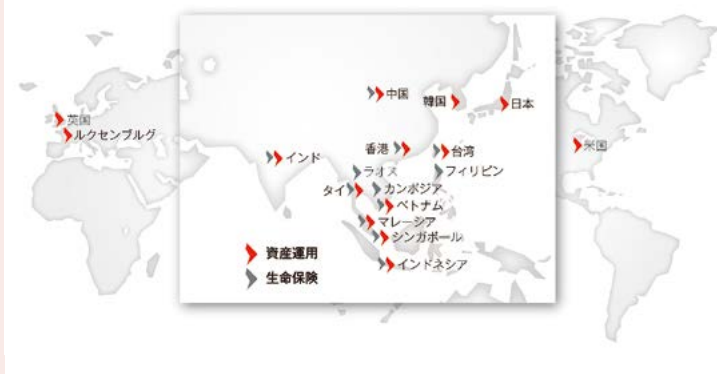 中国
韓国
日本
英国
ルクセンブルグ
米国
香港
台湾
インド
ラオス
フィリピン
タイ
カンボジア
ベトナム
マレーシア
シンガポール
インドネシア
資産運用
生命保険